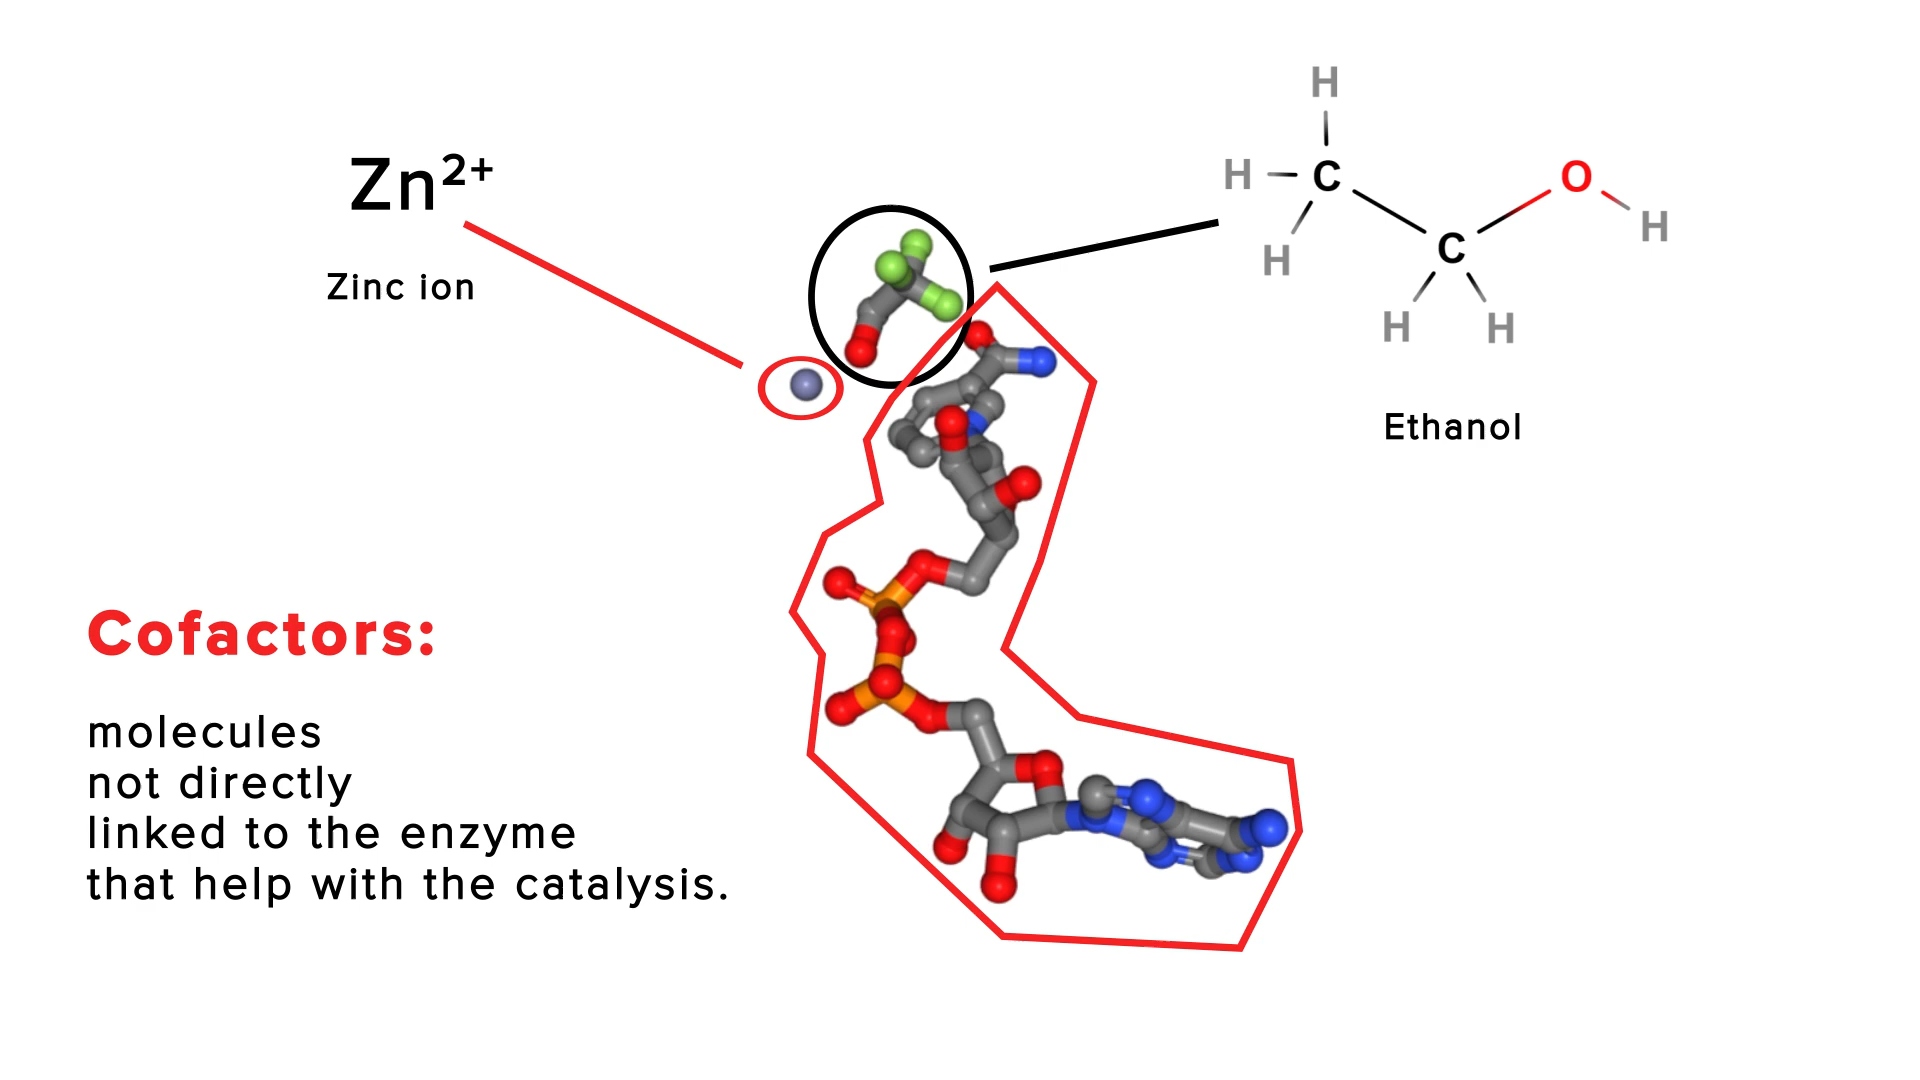 Zn²⁺
Zinc ion
H
H C O
H
H C
H H
Ethanol
Cofactors:
molecules
not directly
linked to the enzyme
that help with the catalysis.